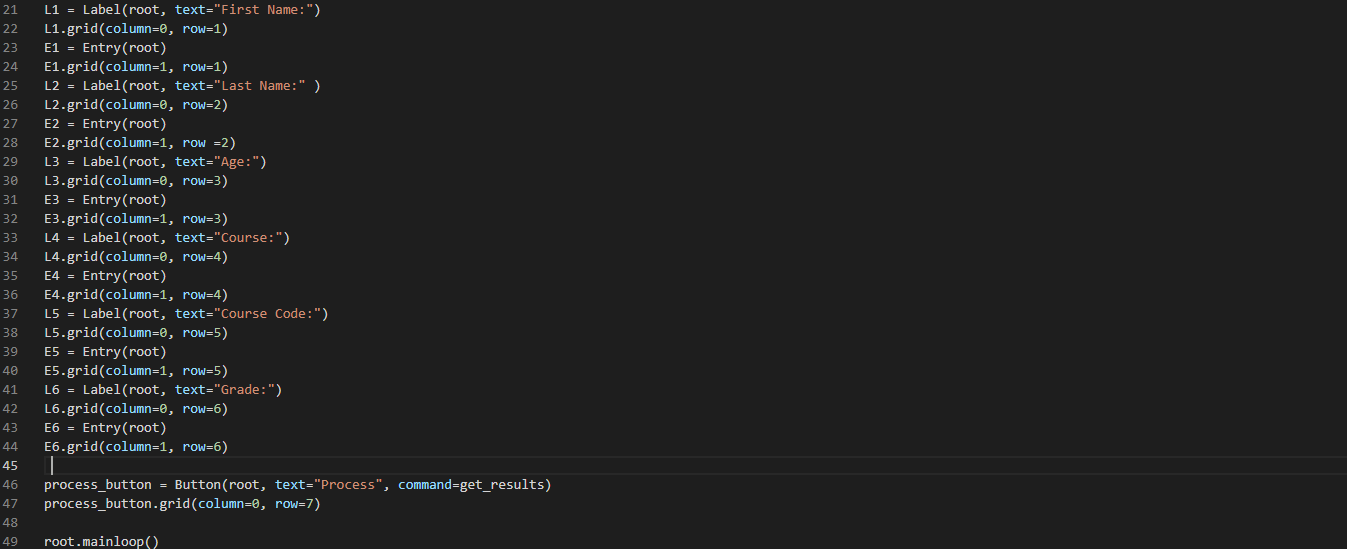 21 L1 = Label(root, text="First Name:")
22 L1.grid(column=0, row=1)
23 E1 = Entry(root)
24 E1.grid(column=1, row=1)
25 L2 = Label(root, text="Last Name:" )
26 L2.grid(column=0, row=2)
27 E2 = Entry(root)
28 E2.grid(column=1, row =2)
29 L3 = Label(root, text="Age:")
30 L3.grid(column=0, row=3)
31 E3 = Entry(root)
32 E3.grid(column=1, row=3)
33 L4 = Label(root, text="Course:")
34 L4.grid(column=0, row=4)
35 E4 = Entry(root)
36 E4.grid(column=1, row=4)
37 L5 = Label(root, text="Course Code:")
38 L5.grid(column=0, row=5)
39 E5 = Entry(root)
40 E5.grid(column=1, row=5)
41 L6 = Label(root, text="Grade:")
42 L6.grid(column=0, row=6)
43 E6 = Entry(root)
44 E6.grid(column=1, row=6)
45
46 process_button = Button(root, text="Process", command=get_results)
47 process_button.grid(column=0, row=7)
48
49 root.mainloop()